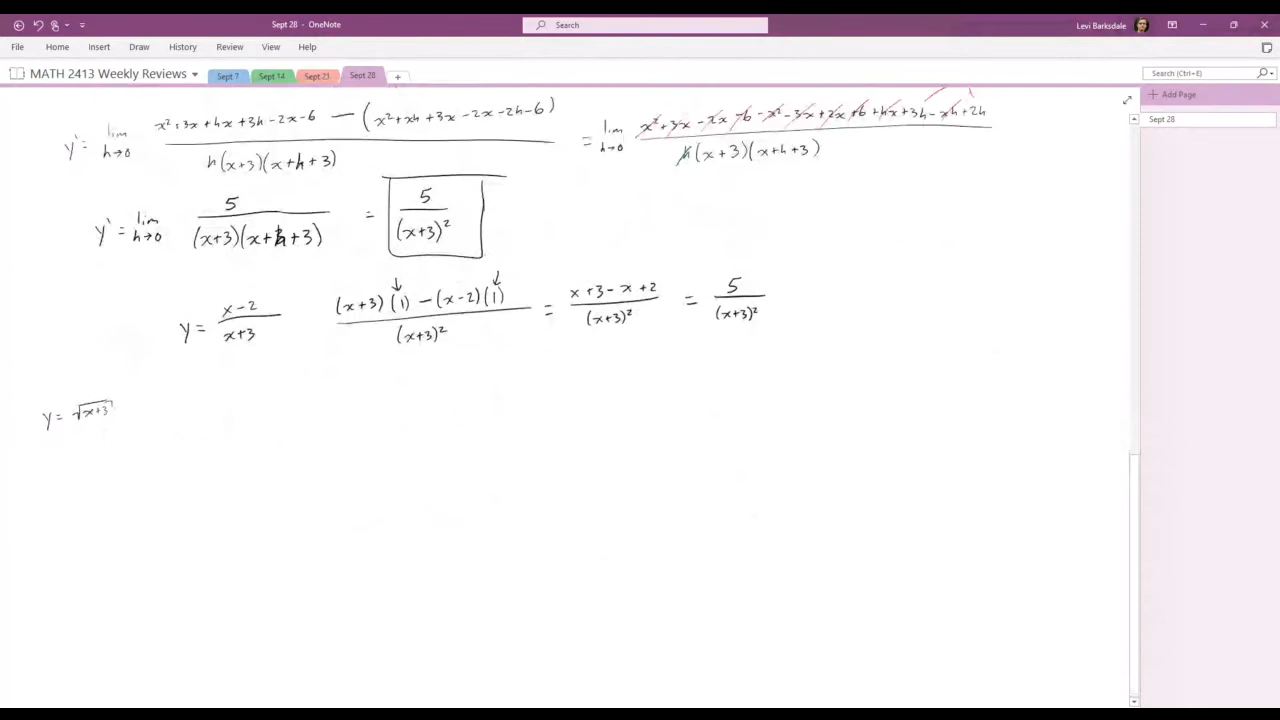 Sept 28 - OneNote
Search
Levi Barksdale
File Home Insert Draw History Review View Help
MATH 2413 Weekly Reviews
Sept 7 Sept 14 Sept 21 Sept 28 +
Search (Ctrl+E)
Add Page
Sept 28
y' = lim h→0 (x²+3x+hx+3h-2x-6 - (x²+xh+3x-2x-2h-6)) / (h(x+3)(x+h+3)) = lim h→0 (x²+3x-2x-6-x²-3x+2x+6+hx+3h-xh+2h) / (h(x+3)(x+h+3))
y' = lim h→0 5 / ((x+3)(x+h+3)) = 5 / (x+3)²
y = (x-2) / (x+3) ((x+3)(1) - (x-2)(1)) / (x+3)² = (x+3-x+2) / (x+3)² = 5 / (x+3)²
y = √x+3